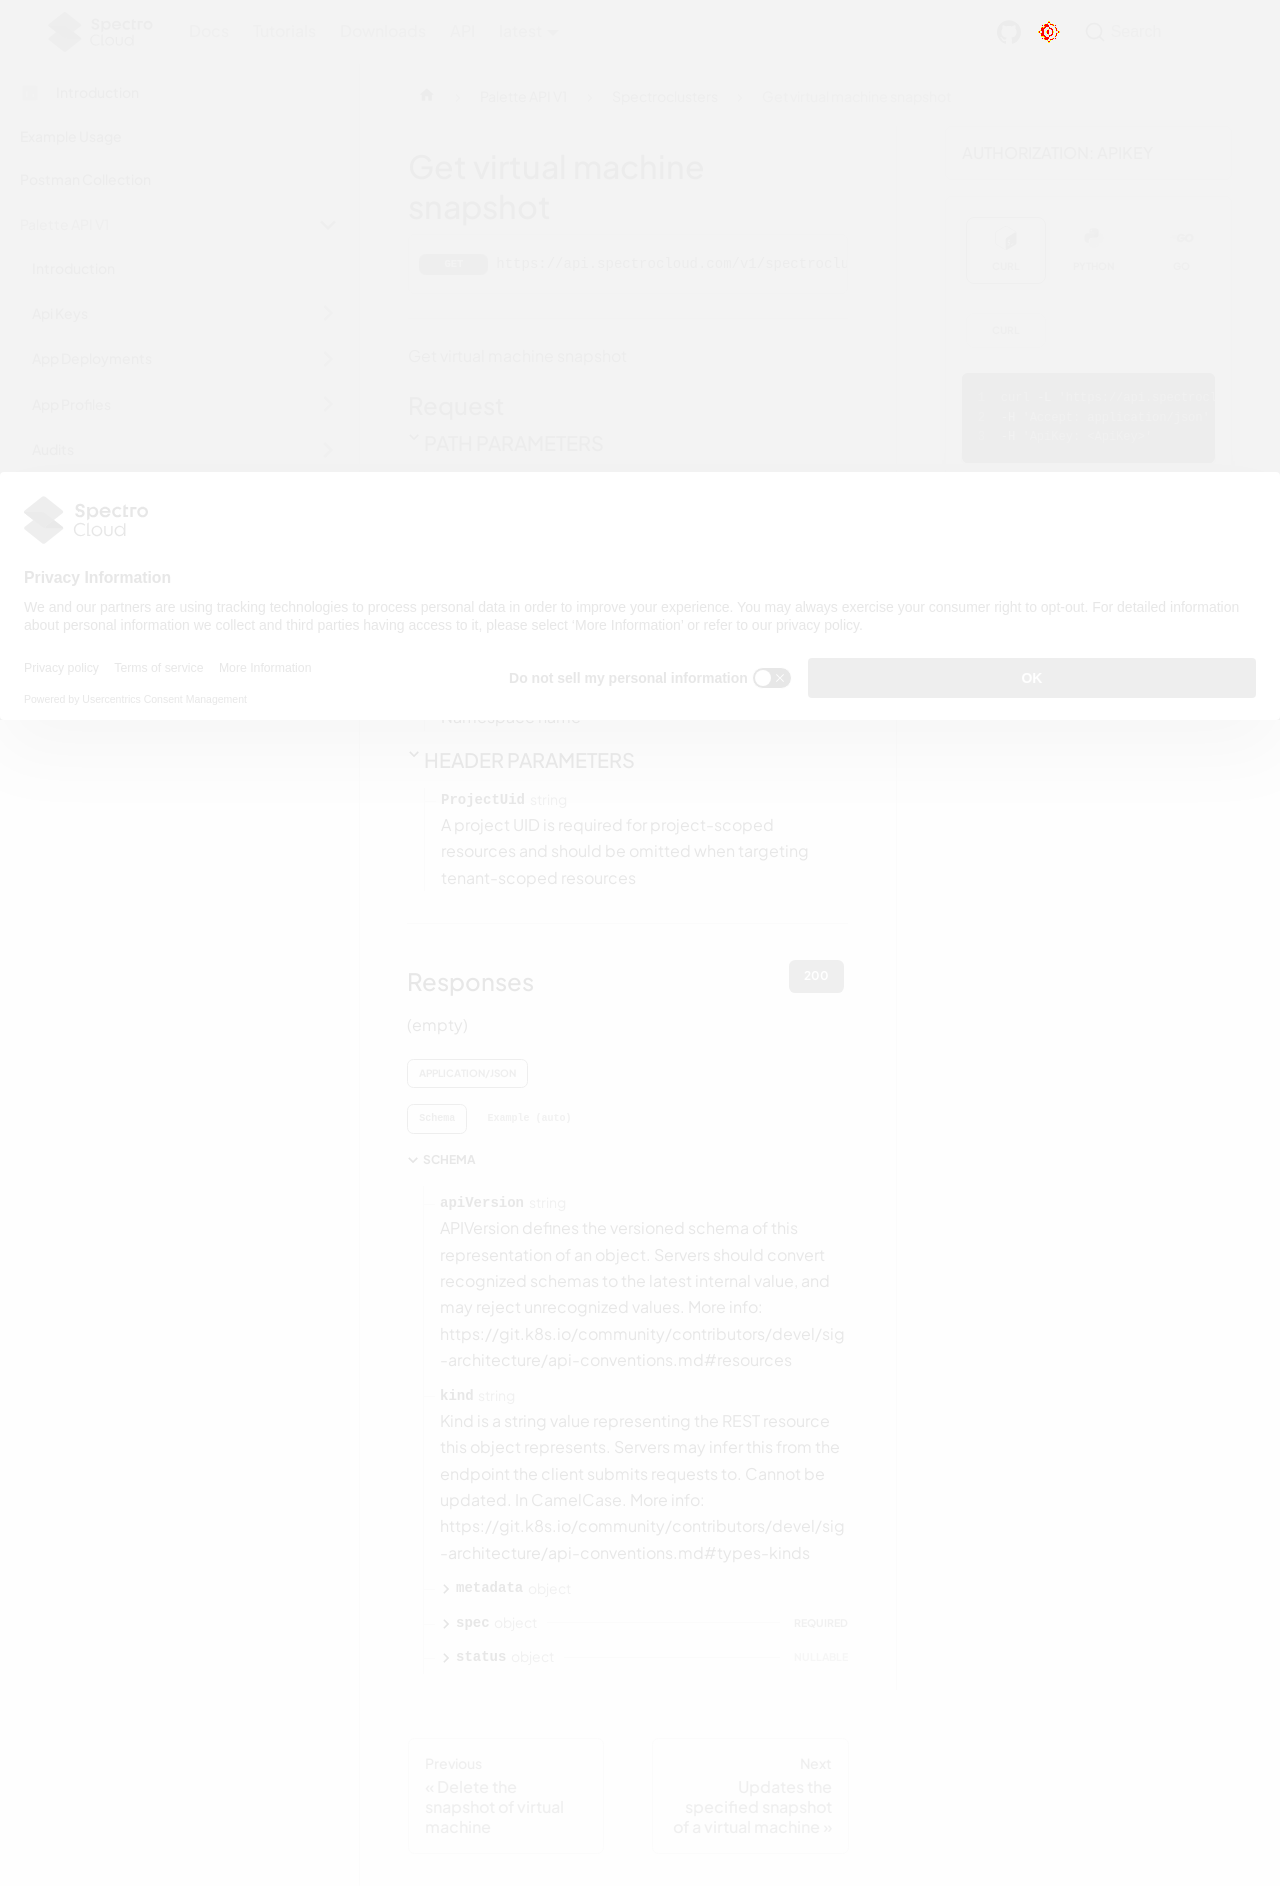 Spectro
Cloud
Docs Tutorials Downloads API latest
Search
Introduction
Example Usage
Postman Collection
Palette API V1
Introduction
Api Keys
App Deployments
App Profiles
Audits
Palette API V1
Spectroclusters
Get virtual machine snapshot
Get virtual machine
snapshot
GET https://api.spectrocloud.com/v1/spectroclu
Get virtual machine snapshot
Request
PATH PARAMETERS
AUTHORIZATION: APIKEY
CURL PYTHON GO
CURL
Spectro
Cloud
Privacy Information
We and our partners are using tracking technologies to process personal data in order to improve your experience. You may always exercise your consumer right to opt-out. For detailed information
about personal information we collect and third parties having access to it, please select 'More Information' or refer to our privacy policy.
Privacy policy Terms of service More Information
Powered by Usercentrics Consent Management
Do not sell my personal information
OK
Namespace name
HEADER PARAMETERS
ProjectUid string
A project UID is required for project-scoped
resources and should be omitted when targeting
tenant-scoped resources
Responses
200
(empty)
APPLICATION/JSON
Schema Example (auto)
SCHEMA
apiVersion string
APIVersion defines the versioned schema of this
representation of an object. Servers should convert
recognized schemas to the latest internal value, and
may reject unrecognized values. More info:
https://git.k8s.io/community/contributors/devel/sig
-architecture/api-conventions.md#resources
kind string
Kind is a string value representing the REST resource
this object represents. Servers may infer this from the
endpoint the client submits requests to. Cannot be
updated. In CamelCase. More info:
https://git.k8s.io/community/contributors/devel/sig
-architecture/api-conventions.md#types-kinds
metadata object
spec object REQUIRED
status object NULLABLE
Previous
« Delete the
snapshot of virtual
machine
Next
Updates the
specified snapshot
of a virtual machine »